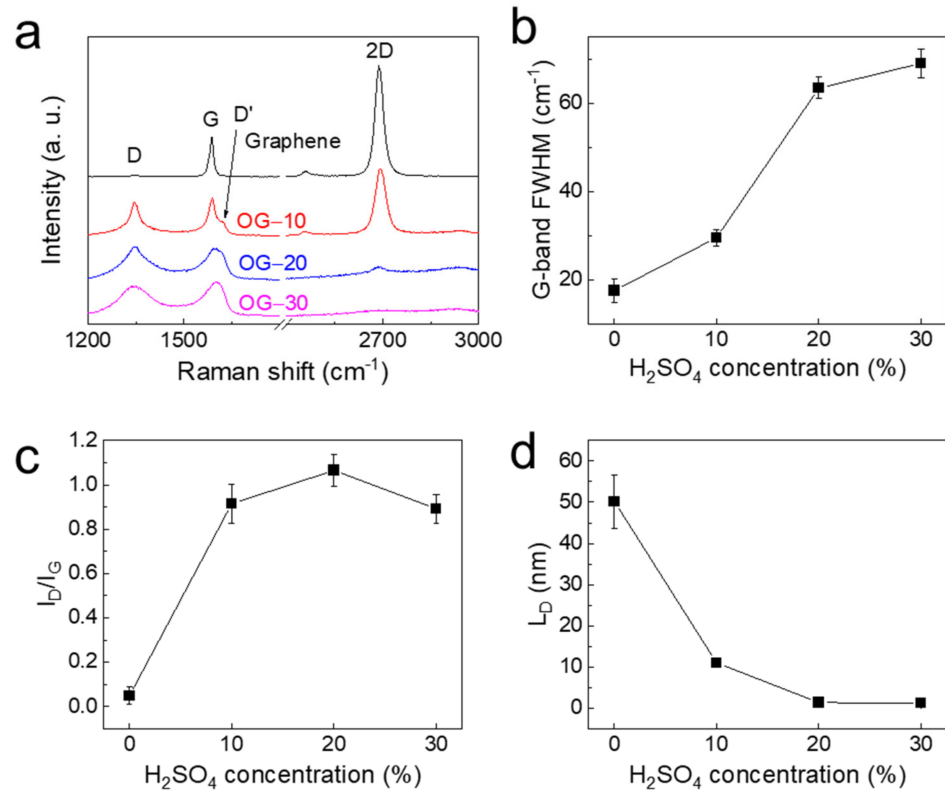 a
Intensity (a. u.)
D
G
D'
2D
Graphene
OG–10
OG–20
OG–30
1200 1500 2700 3000
Raman shift (cm⁻¹)
b
G-band FWHM (cm⁻¹)
60
40
20
0 10 20 30
H₂SO₄ concentration (%)
c
I_D/I_G
1.2
1.0
0.8
0.6
0.4
0.2
0.0
0 10 20 30
H₂SO₄ concentration (%)
d
L_D (nm)
60
50
40
30
20
10
0
0 10 20 30
H₂SO₄ concentration (%)